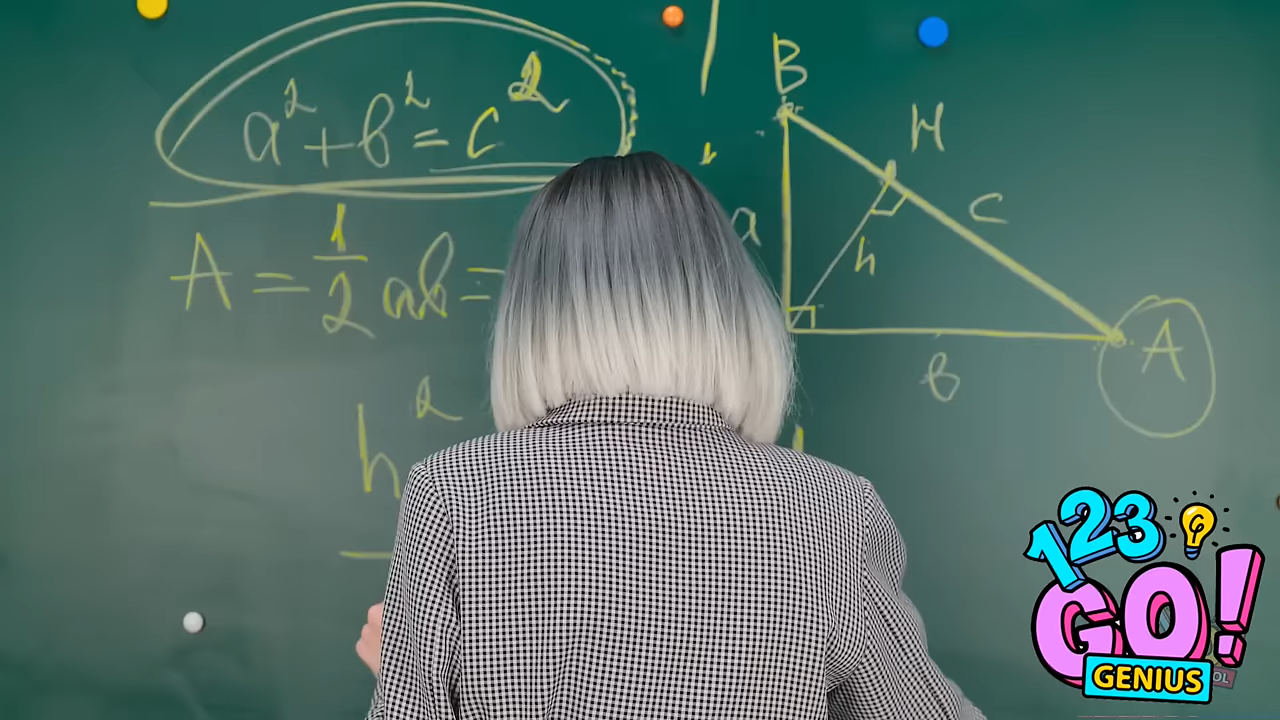 a² + b² = c²
A = 1/2 ab =
h²
B
H
a
c
h
b
A
123
GO!
GENIUS